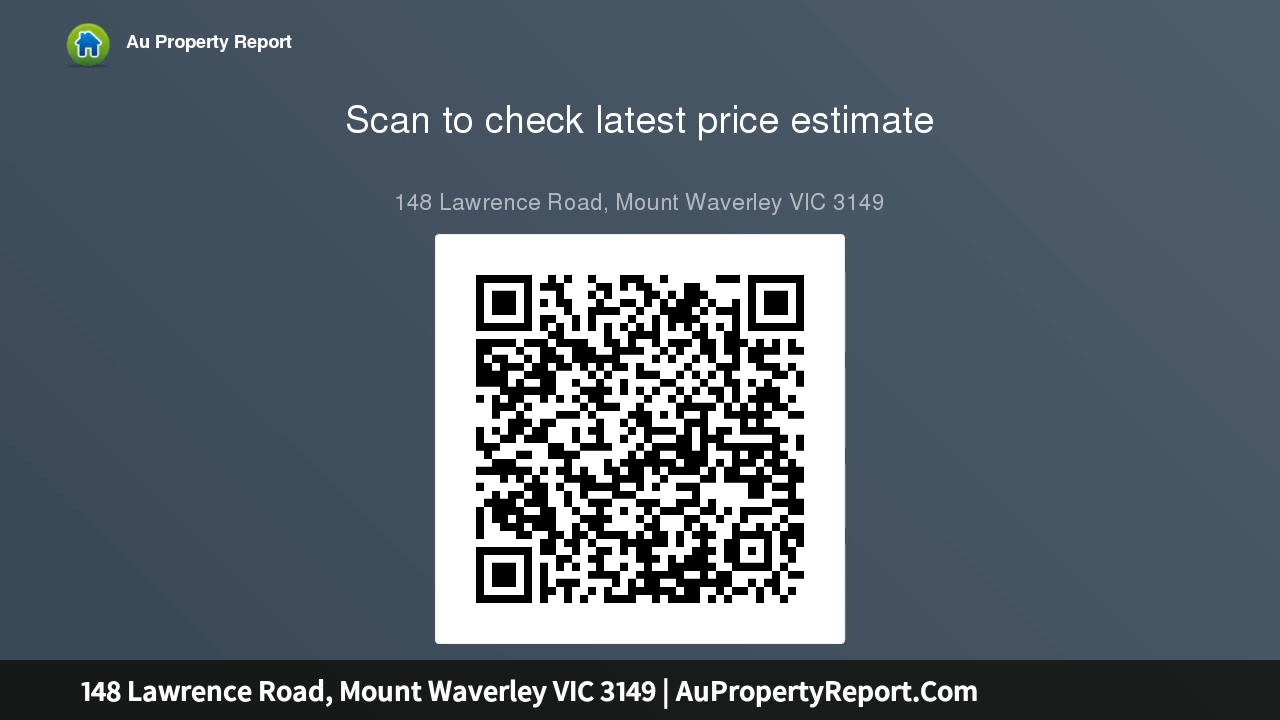 Au Property Report
Scan to check latest price estimate
148 Lawrence Road, Mount Waverley VIC 3149
148 Lawrence Road, Mount Waverley VIC 3149 | AuPropertyReport.Com